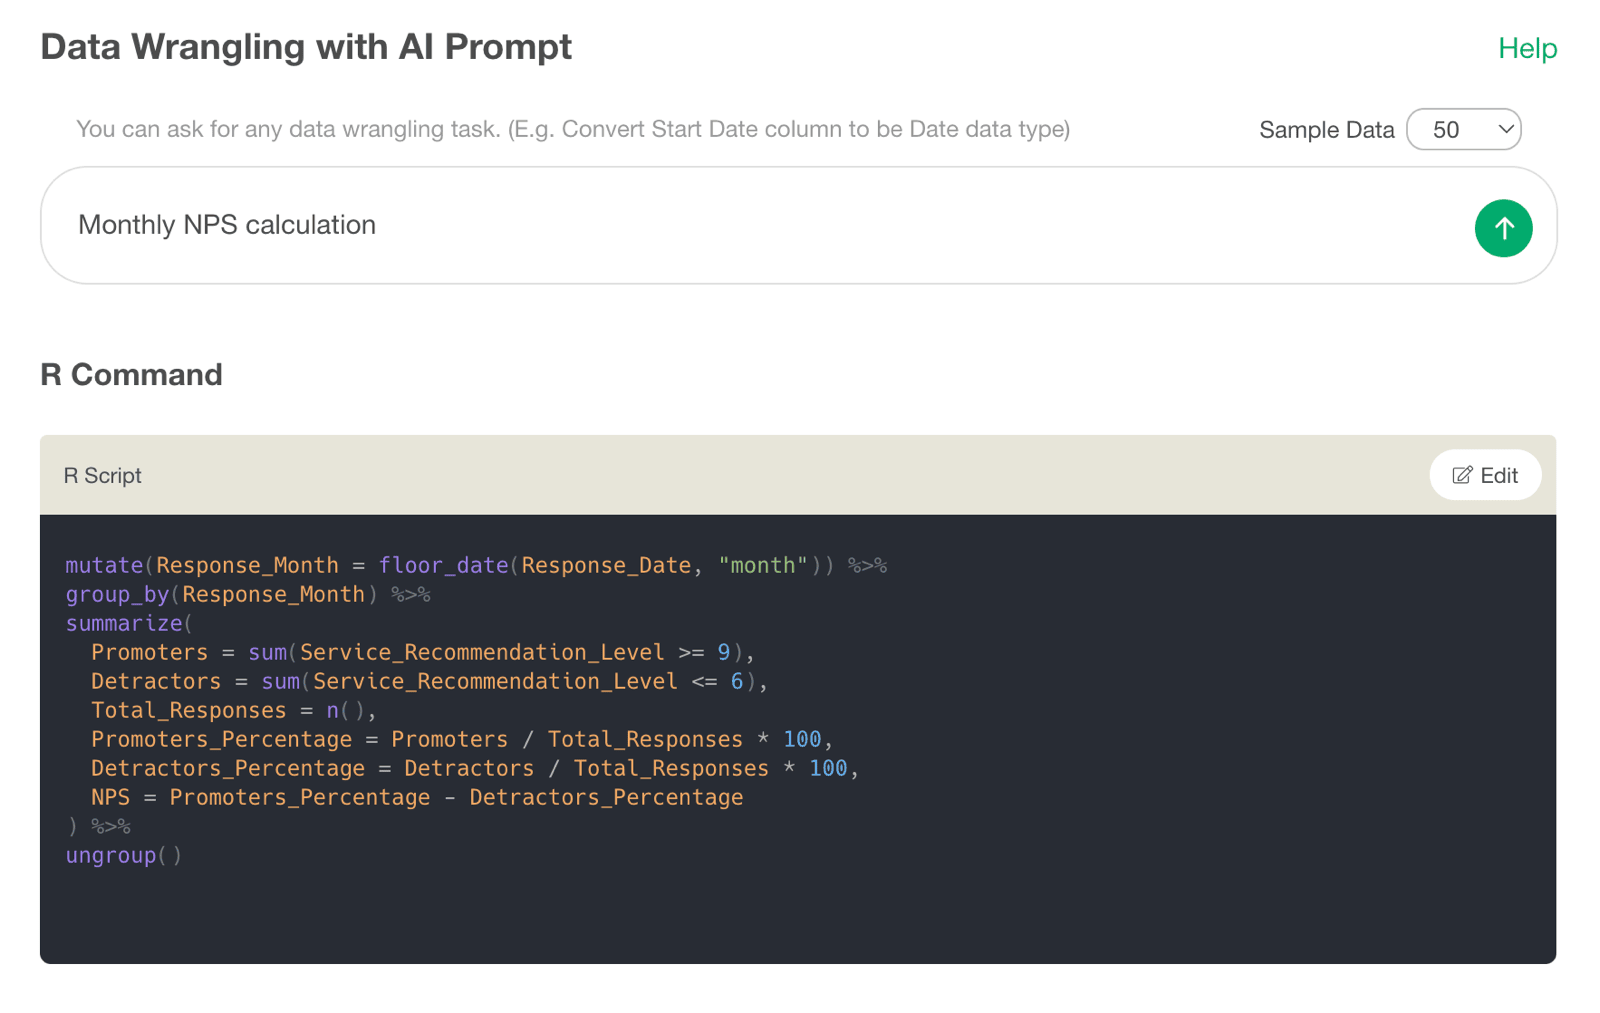 Data Wrangling with AI Prompt
Help
You can ask for any data wrangling task. (E.g. Convert Start Date column to be Date data type)
Sample Data 50
Monthly NPS calculation
R Command
R Script
Edit
mutate(Response_Month = floor_date(Response_Date, "month")) %>%
group_by(Response_Month) %>%
summarize(
  Promoters = sum(Service_Recommendation_Level >= 9),
  Detractors = sum(Service_Recommendation_Level <= 6),
  Total_Responses = n(),
  Promoters_Percentage = Promoters / Total_Responses * 100,
  Detractors_Percentage = Detractors / Total_Responses * 100,
  NPS = Promoters_Percentage - Detractors_Percentage
) %>%
ungroup()